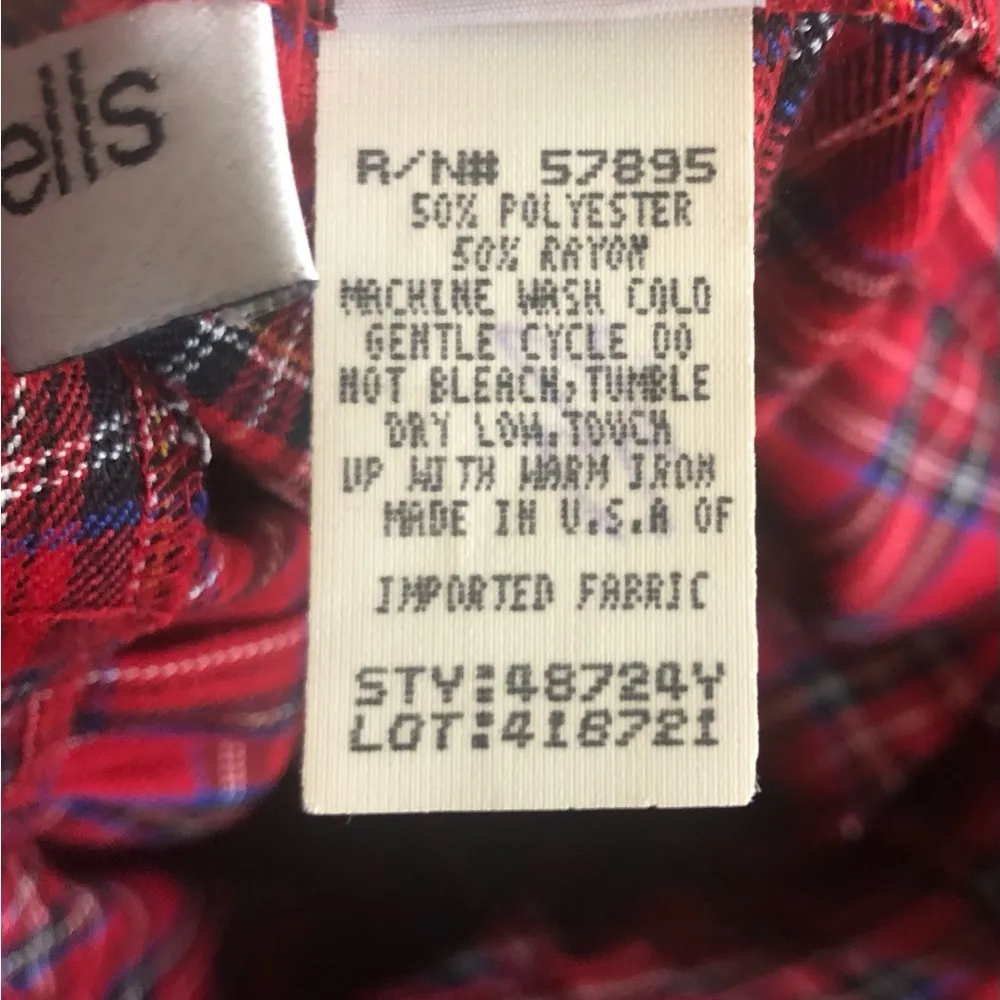 ells
R/N# 57895
50% POLYESTER
50% RAYON
MACHINE WASH COLD
GENTLE CYCLE DO
NOT BLEACH,TUMBLE
DRY LOW.TOUCH
UP WITH WARM IRON
MADE IN U.S.A OF
IMPORTED FABRIC
STY:48724Y
LOT:418721